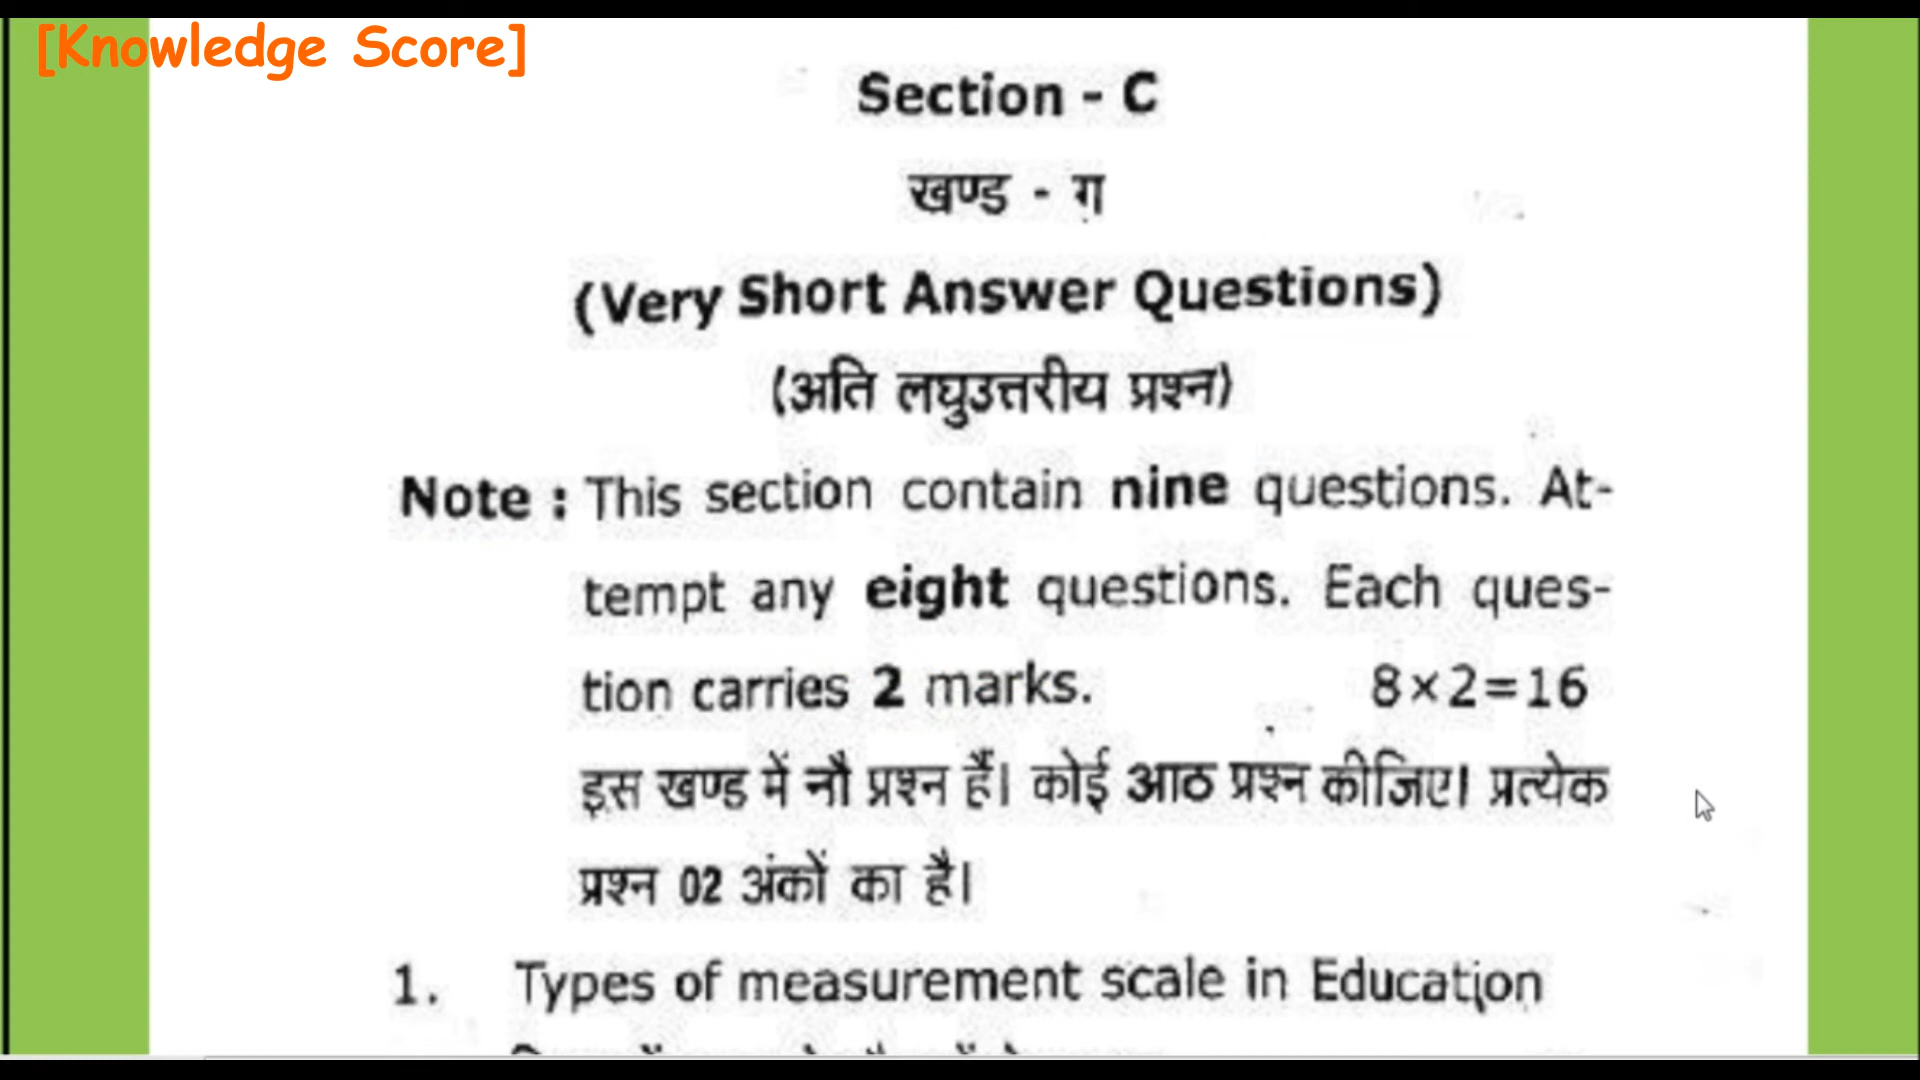 [Knowledge Score]
Section - C
खण्ड - ग
(Very Short Answer Questions)
(अति लघुउत्तरीय प्रश्न)
Note : This section contain nine questions. At-
tempt any eight questions. Each ques-
tion carries 2 marks. 8×2=16
इस खण्ड में नौ प्रश्न हैं। कोई आठ प्रश्न कीजिए। प्रत्येक
प्रश्न 02 अंकों का है।
1. Types of measurement scale in Education